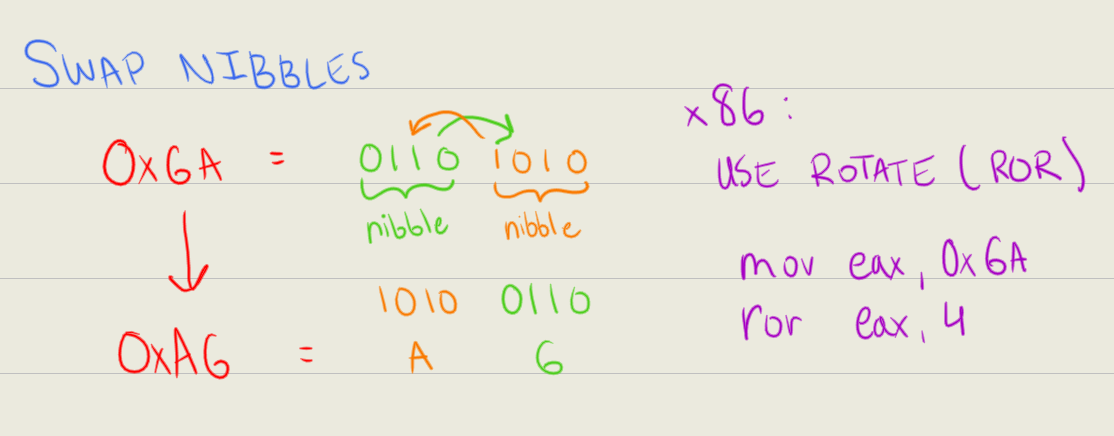 SWAP NIBBLES
0x6A = 0110 1010
nibble nibble
1010 0110
0xA6 = A 6
x86:
USE ROTATE (ROR)
mov eax, 0x6A
ror eax, 4